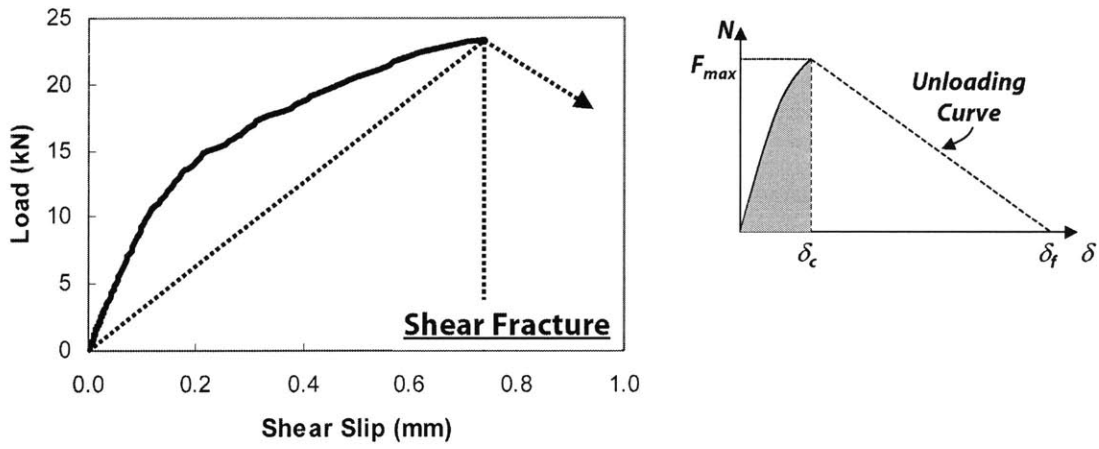 25
20
15
10
5
0
Load (kN)
0.0 0.2 0.4 0.6 0.8 1.0
Shear Slip (mm)
Shear Fracture
N
Fmax
Unloading
Curve
δc
δf
δ